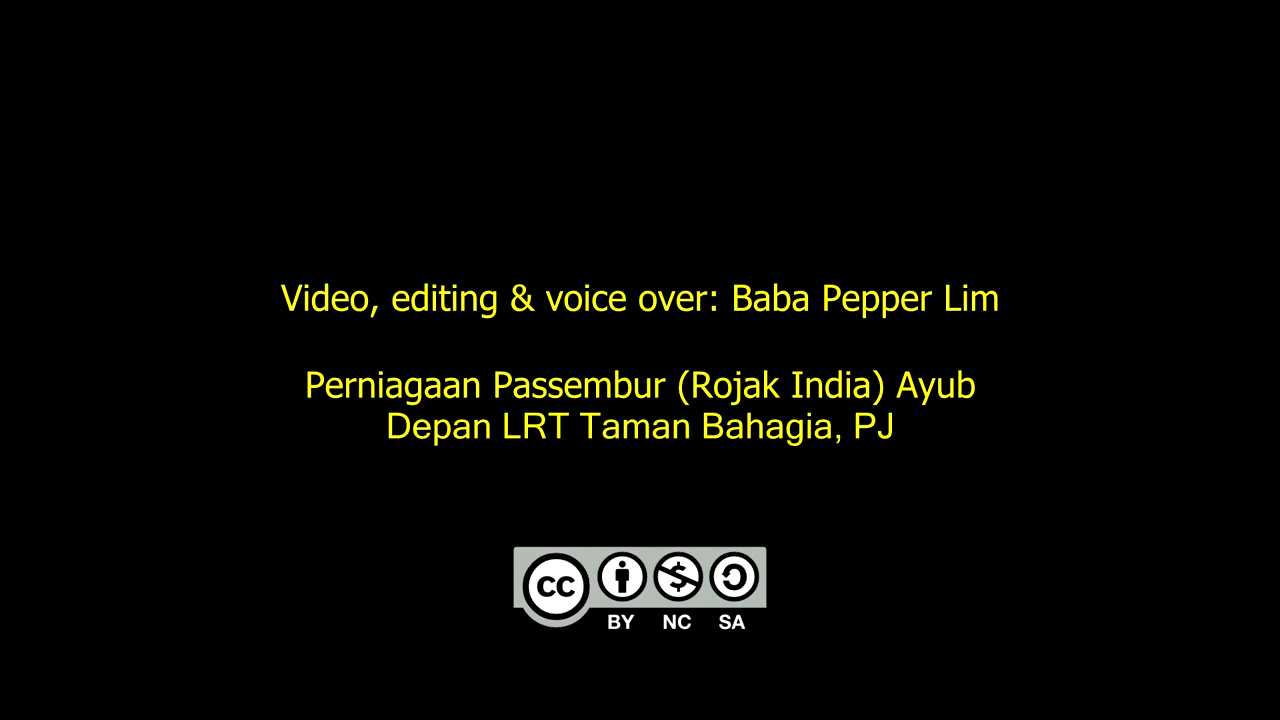 Video, editing & voice over: Baba Pepper Lim
Perniagaan Passembur (Rojak India) Ayub
Depan LRT Taman Bahagia, PJ
cc
BY NC SA